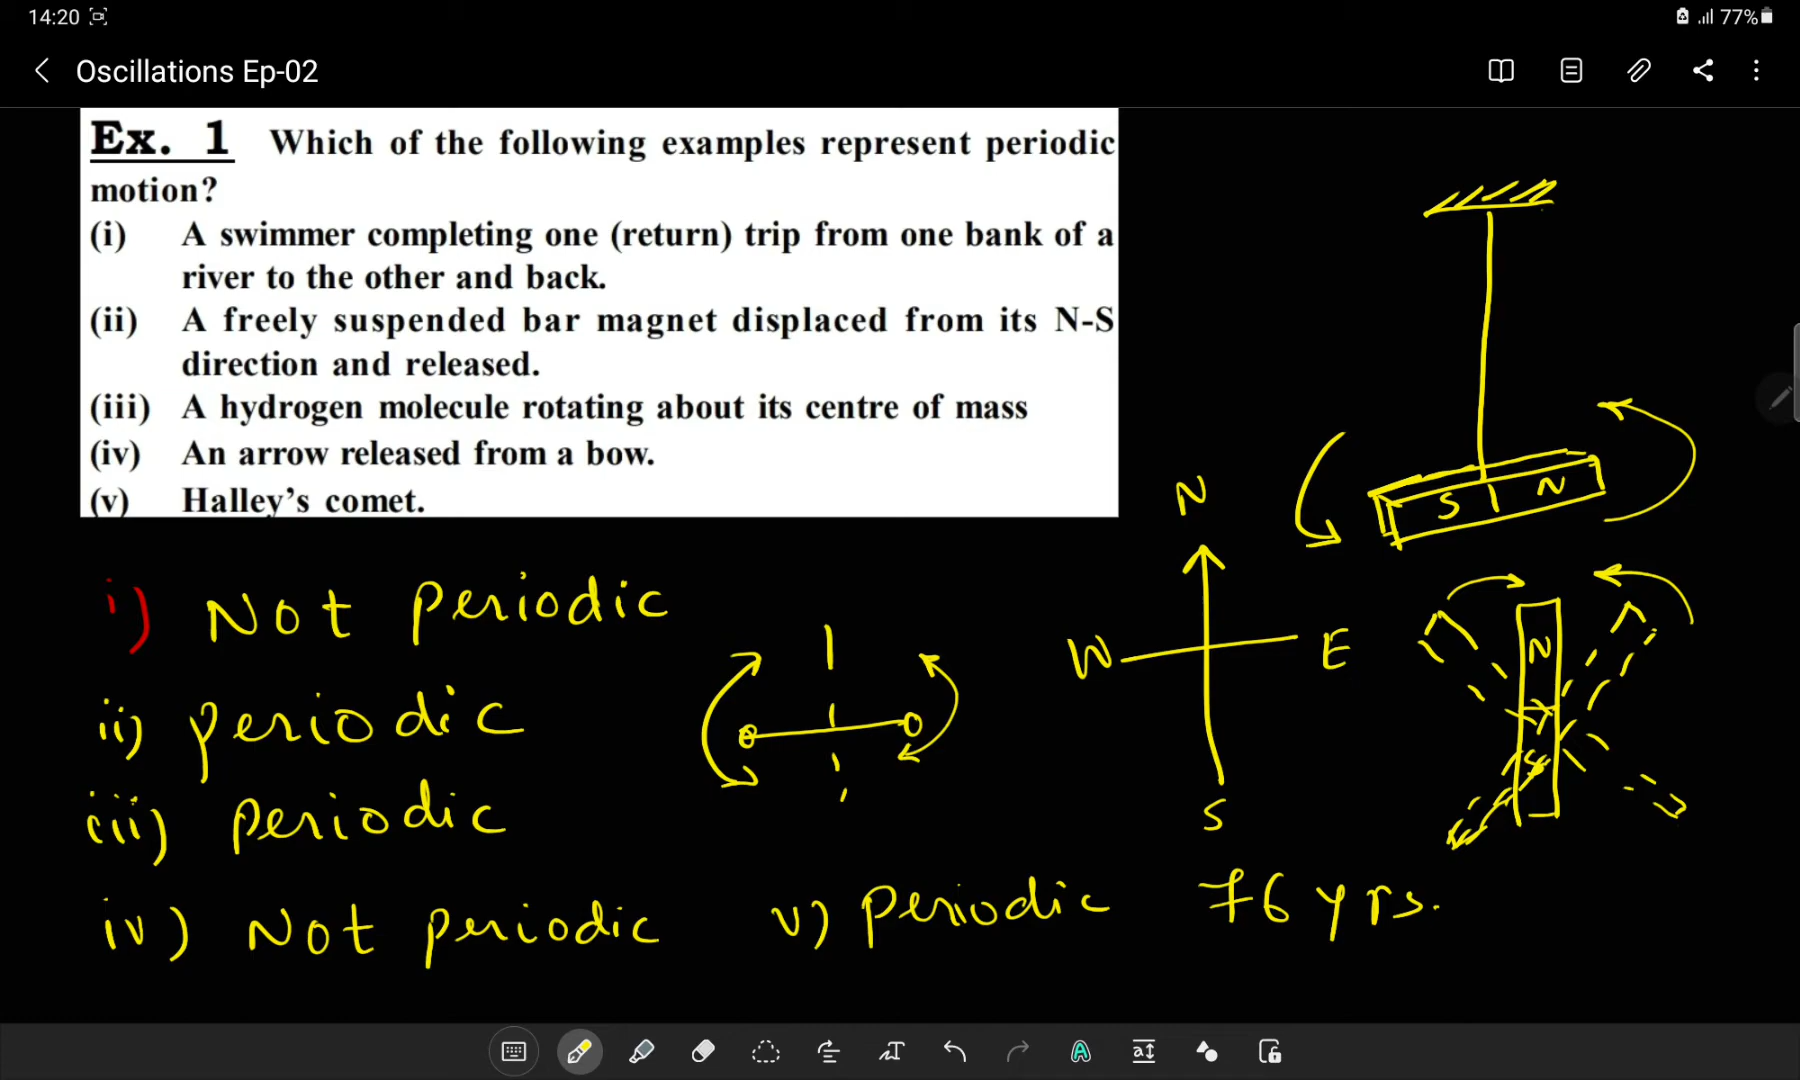 14:20
77%
Oscillations Ep-02
Ex. 1 Which of the following examples represent periodic
motion?
(i) A swimmer completing one (return) trip from one bank of a
river to the other and back.
(ii) A freely suspended bar magnet displaced from its N-S
direction and released.
(iii) A hydrogen molecule rotating about its centre of mass
(iv) An arrow released from a bow.
(v) Halley's comet.
S N
N
W E
S
N
S
i) Not periodic
ii) periodic
iii) periodic
iv) Not periodic v) periodic 76 yrs.